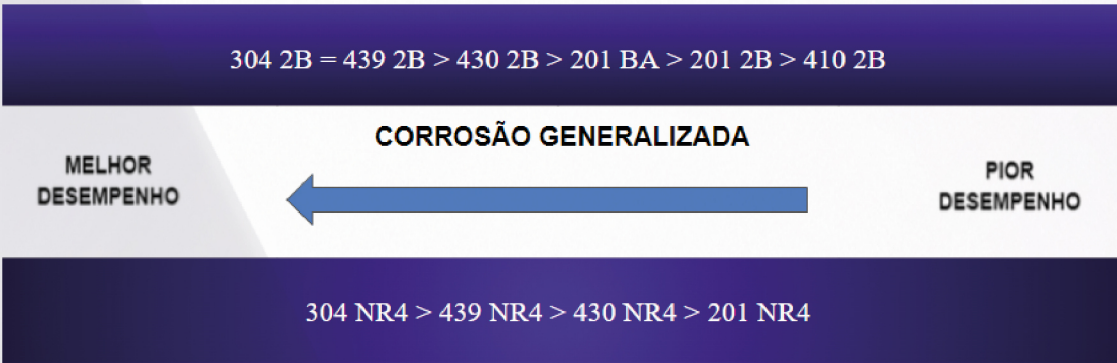 304 2B = 439 2B > 430 2B > 201 BA > 201 2B > 410 2B
CORROSÃO GENERALIZADA
MELHOR
DESEMPENHO
PIOR
DESEMPENHO
304 NR4 > 439 NR4 > 430 NR4 > 201 NR4